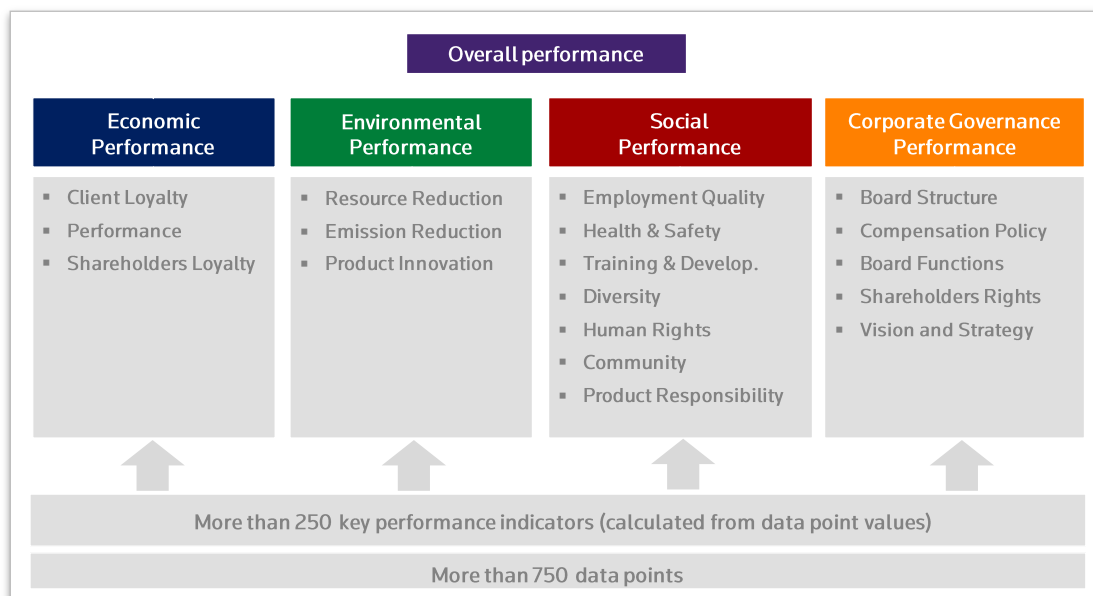 Overall performance
Economic
Performance
Environmental
Performance
Social
Performance
Corporate Governance
Performance
▪ Client Loyalty
▪ Performance
▪ Shareholders Loyalty
▪ Resource Reduction
▪ Emission Reduction
▪ Product Innovation
▪ Employment Quality
▪ Health & Safety
▪ Training & Develop.
▪ Diversity
▪ Human Rights
▪ Community
▪ Product Responsibility
▪ Board Structure
▪ Compensation Policy
▪ Board Functions
▪ Shareholders Rights
▪ Vision and Strategy
More than 250 key performance indicators (calculated from data point values)
More than 750 data points